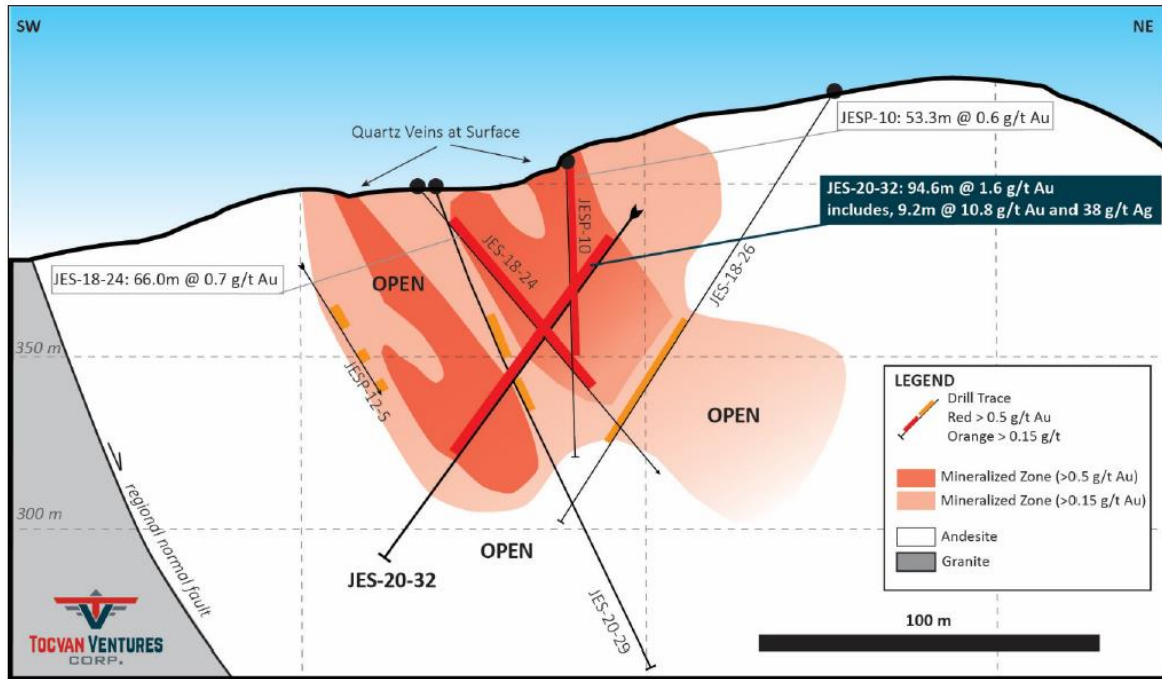 SW
NE
JESP-10: 53.3m @ 0.6 g/t Au
Quartz Veins at Surface
JES-20-32: 94.6m @ 1.6 g/t Au
includes, 9.2m @ 10.8 g/t Au and 38 g/t Ag
JESP-10
JES-18-24
JES-18-26
JES-18-24: 66.0m @ 0.7 g/t Au
OPEN
350 m
JESP-12-5
OPEN
LEGEND
Drill Trace
Red > 0.5 g/t Au
Orange > 0.15 g/t
Mineralized Zone (>0.5 g/t Au)
Mineralized Zone (>0.15 g/t Au)
Andesite
Granite
regional normal fault
300 m
OPEN
JES-20-32
JES-20-29
100 m
TOCVAN VENTURES
CORP.